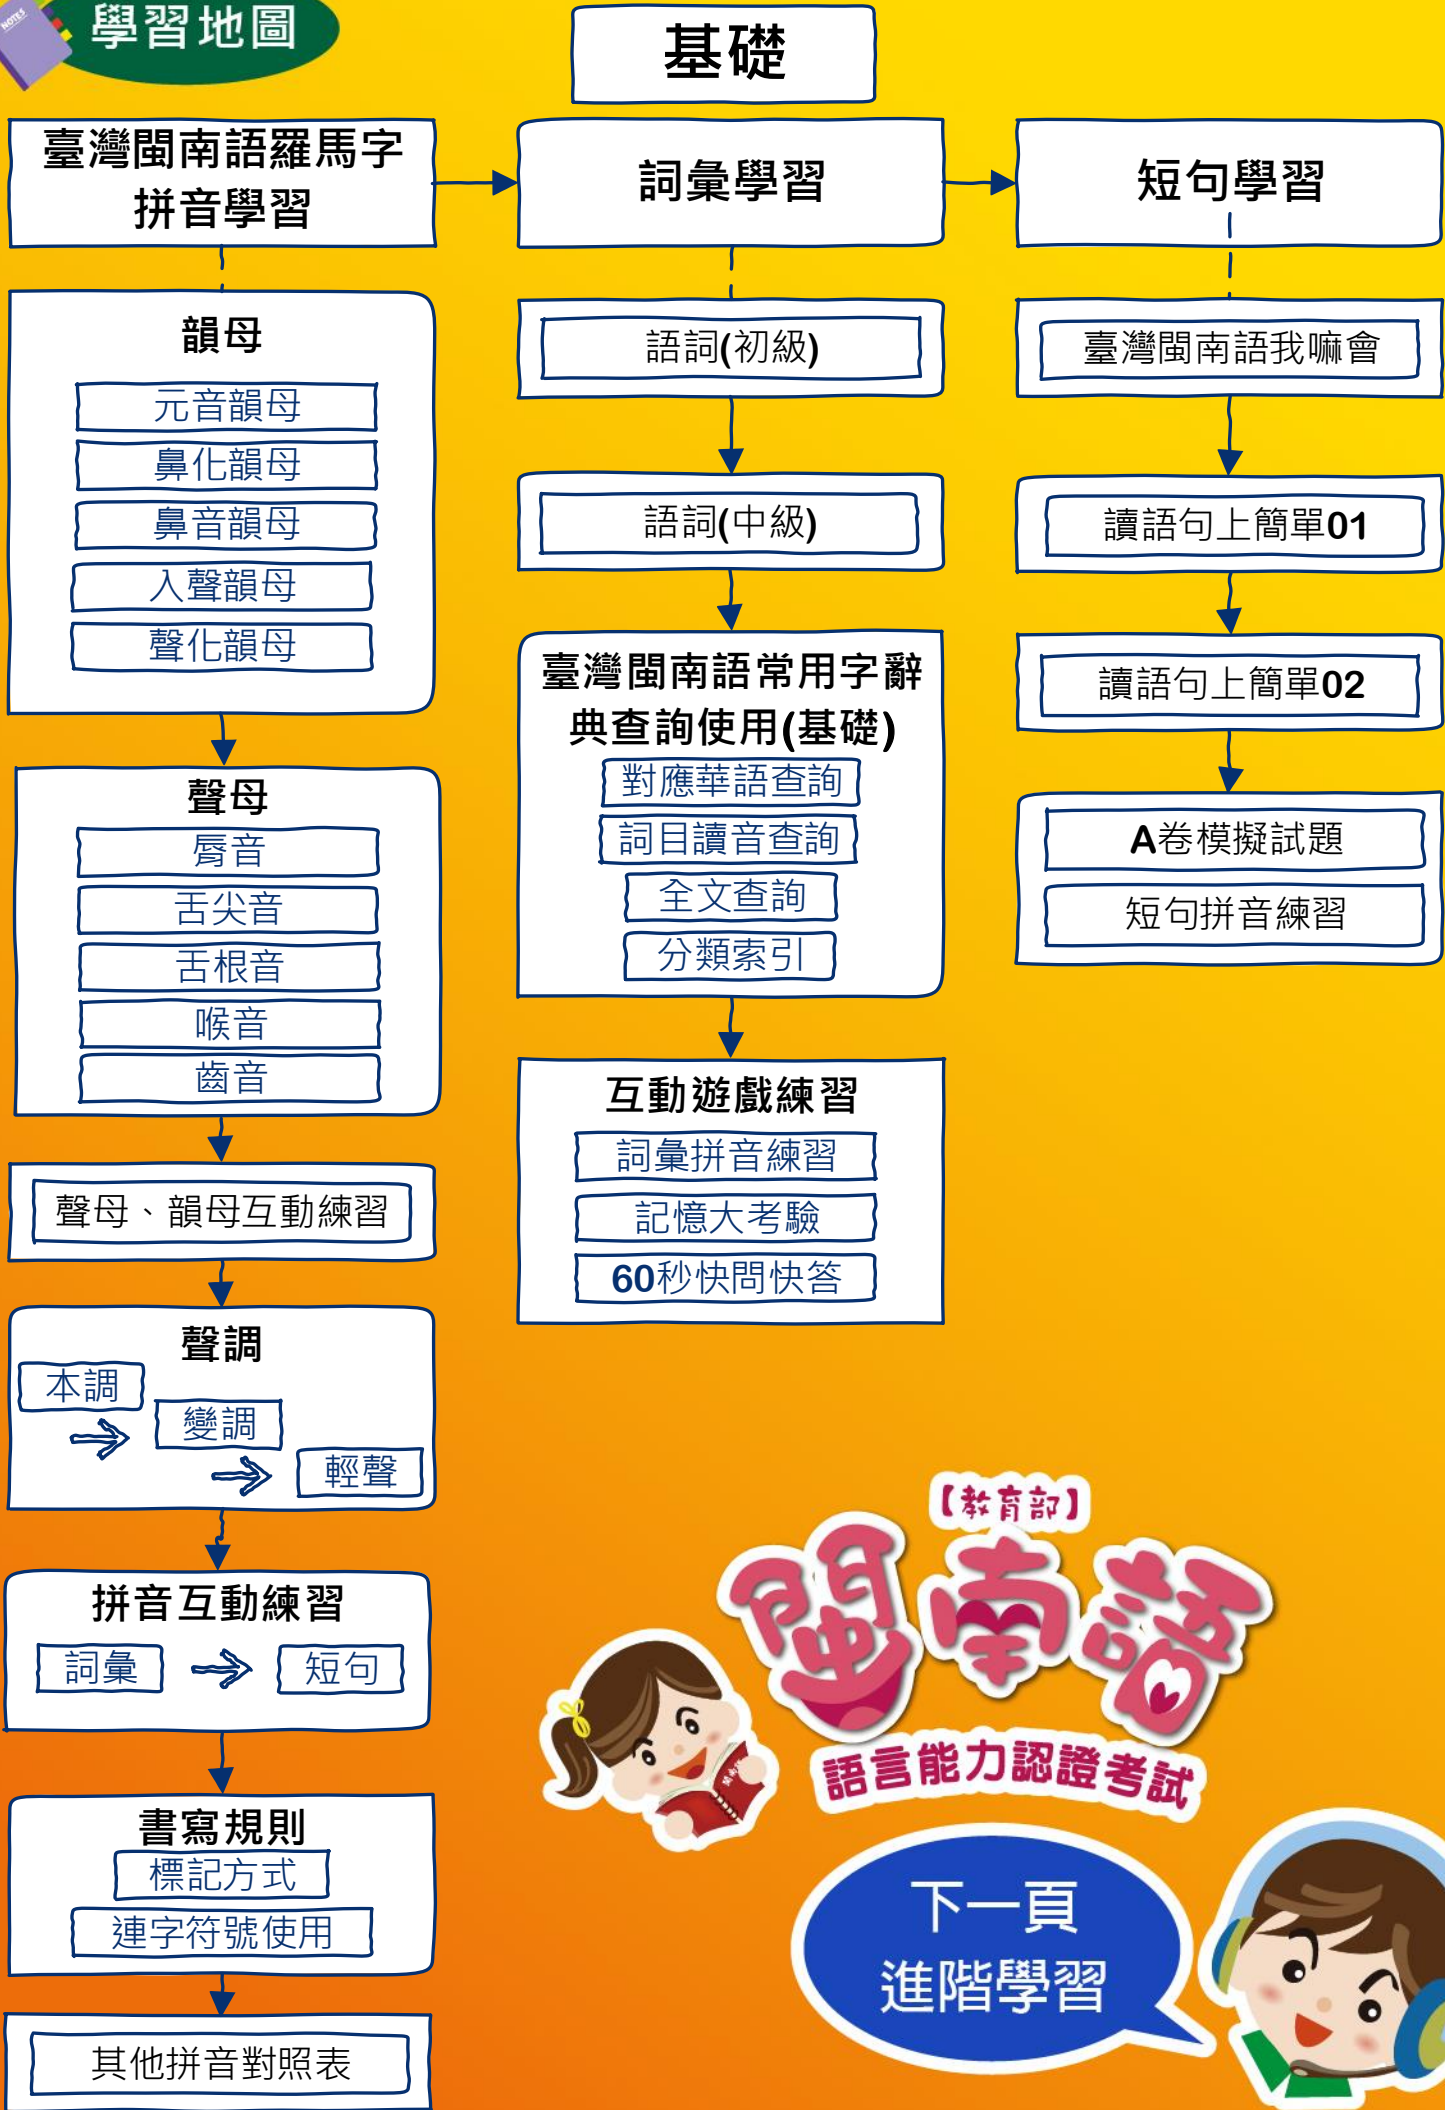 NOTES
學習地圖
基礎
臺灣閩南語羅馬字
拼音學習
韻母
元音韻母
鼻化韻母
鼻音韻母
入聲韻母
聲化韻母
聲母
脣音
舌尖音
舌根音
喉音
齒音
聲母、韻母互動練習
聲調
本調
變調
輕聲
拼音互動練習
詞彙
短句
書寫規則
標記方式
連字符號使用
其他拼音對照表
詞彙學習
語詞(初級)
語詞(中級)
臺灣閩南語常用字辭
典查詢使用(基礎)
對應華語查詢
詞目讀音查詢
全文查詢
分類索引
互動遊戲練習
詞彙拼音練習
記憶大考驗
60秒快問快答
短句學習
臺灣閩南語我嘛會
讀語句上簡單01
讀語句上簡單02
A卷模擬試題
短句拼音練習
【教育部】
閩南語
語言能力認證考試
閩南語
下一頁
進階學習